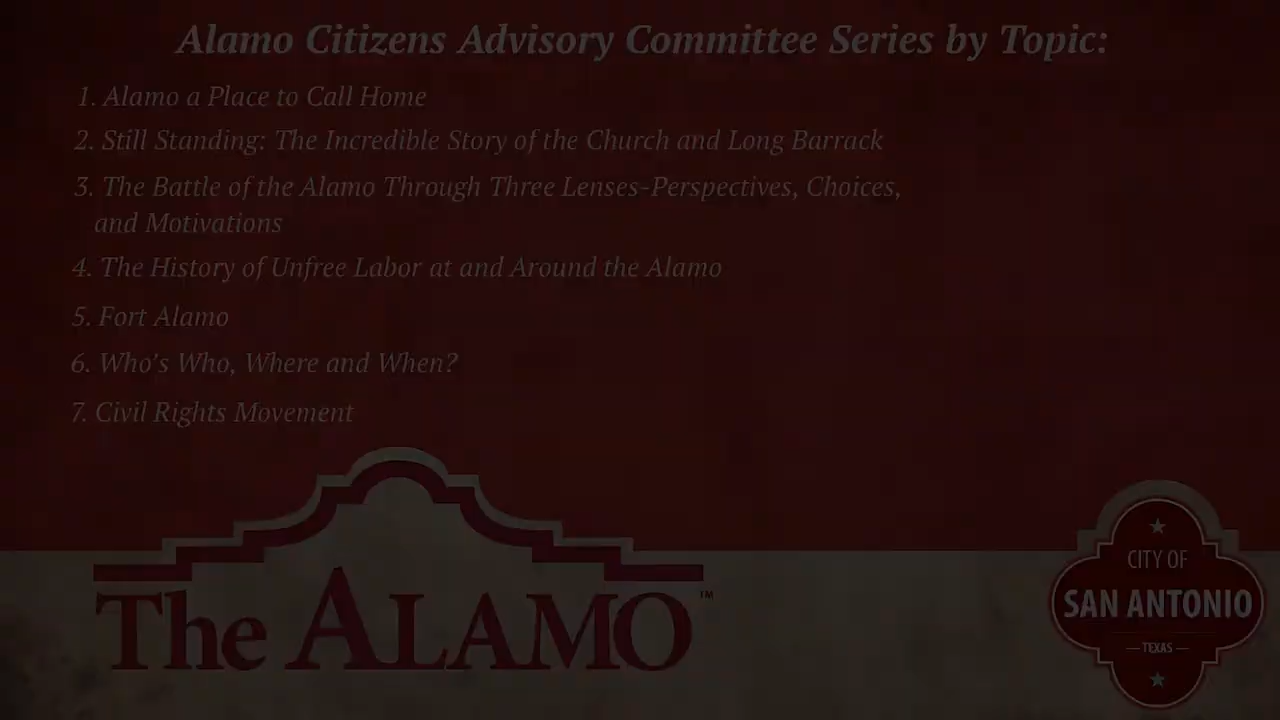 Alamo Citizens Advisory Committee Series by Topic:
1. Alamo a Place to Call Home
2. Still Standing: The Incredible Story of the Church and Long Barrack
3. The Battle of the Alamo Through Three Lenses-Perspectives, Choices,
and Motivations
4. The History of Unfree Labor at and Around the Alamo
5. Fort Alamo
6. Who's Who, Where and When?
7. Civil Rights Movement
The ALAMO™
CITY OF
SAN ANTONIO
—TEXAS—